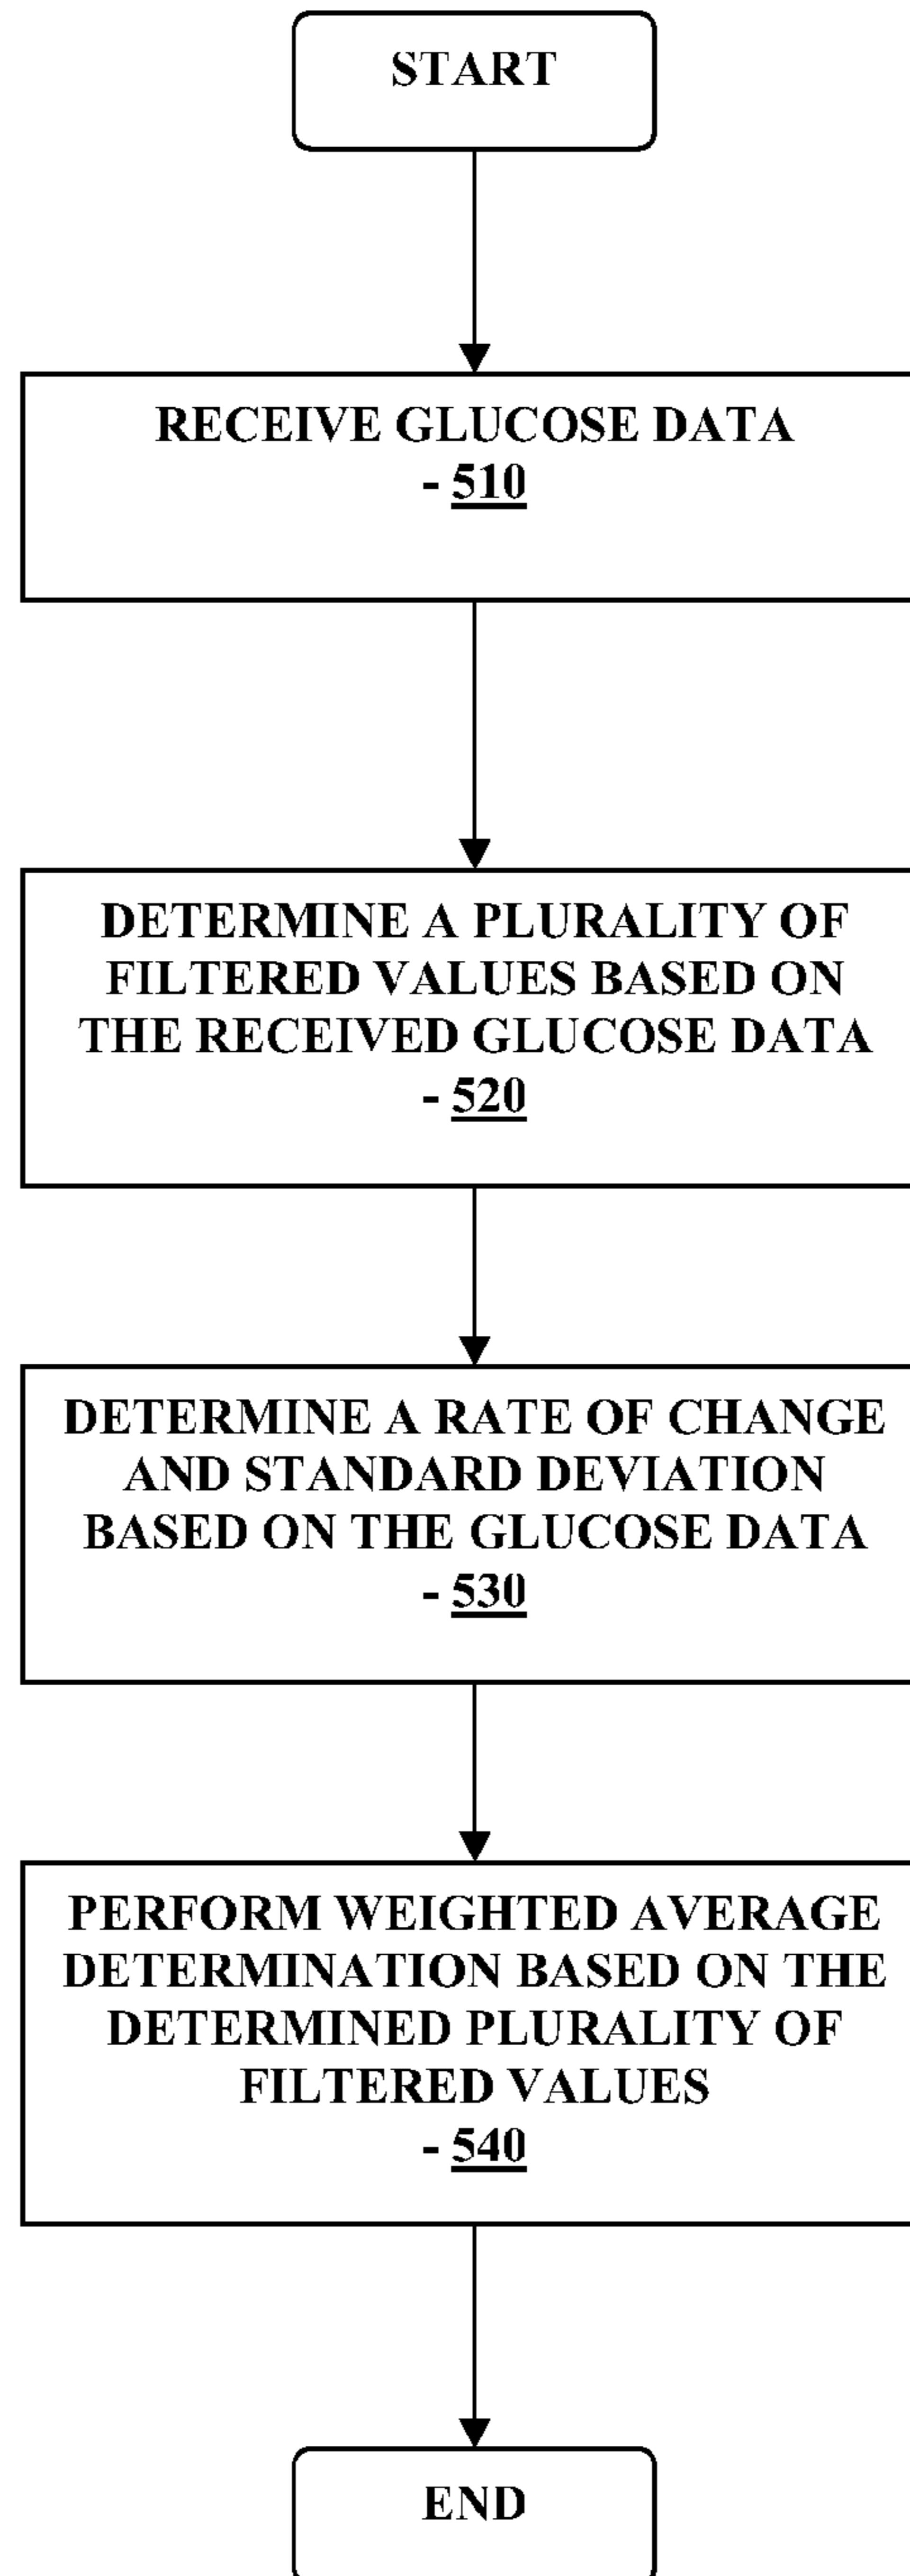 START
RECEIVE GLUCOSE DATA
- 510
DETERMINE A PLURALITY OF
FILTERED VALUES BASED ON
THE RECEIVED GLUCOSE DATA
- 520
DETERMINE A RATE OF CHANGE
AND STANDARD DEVIATION
BASED ON THE GLUCOSE DATA
- 530
PERFORM WEIGHTED AVERAGE
DETERMINATION BASED ON THE
DETERMINED PLURALITY OF
FILTERED VALUES
- 540
END